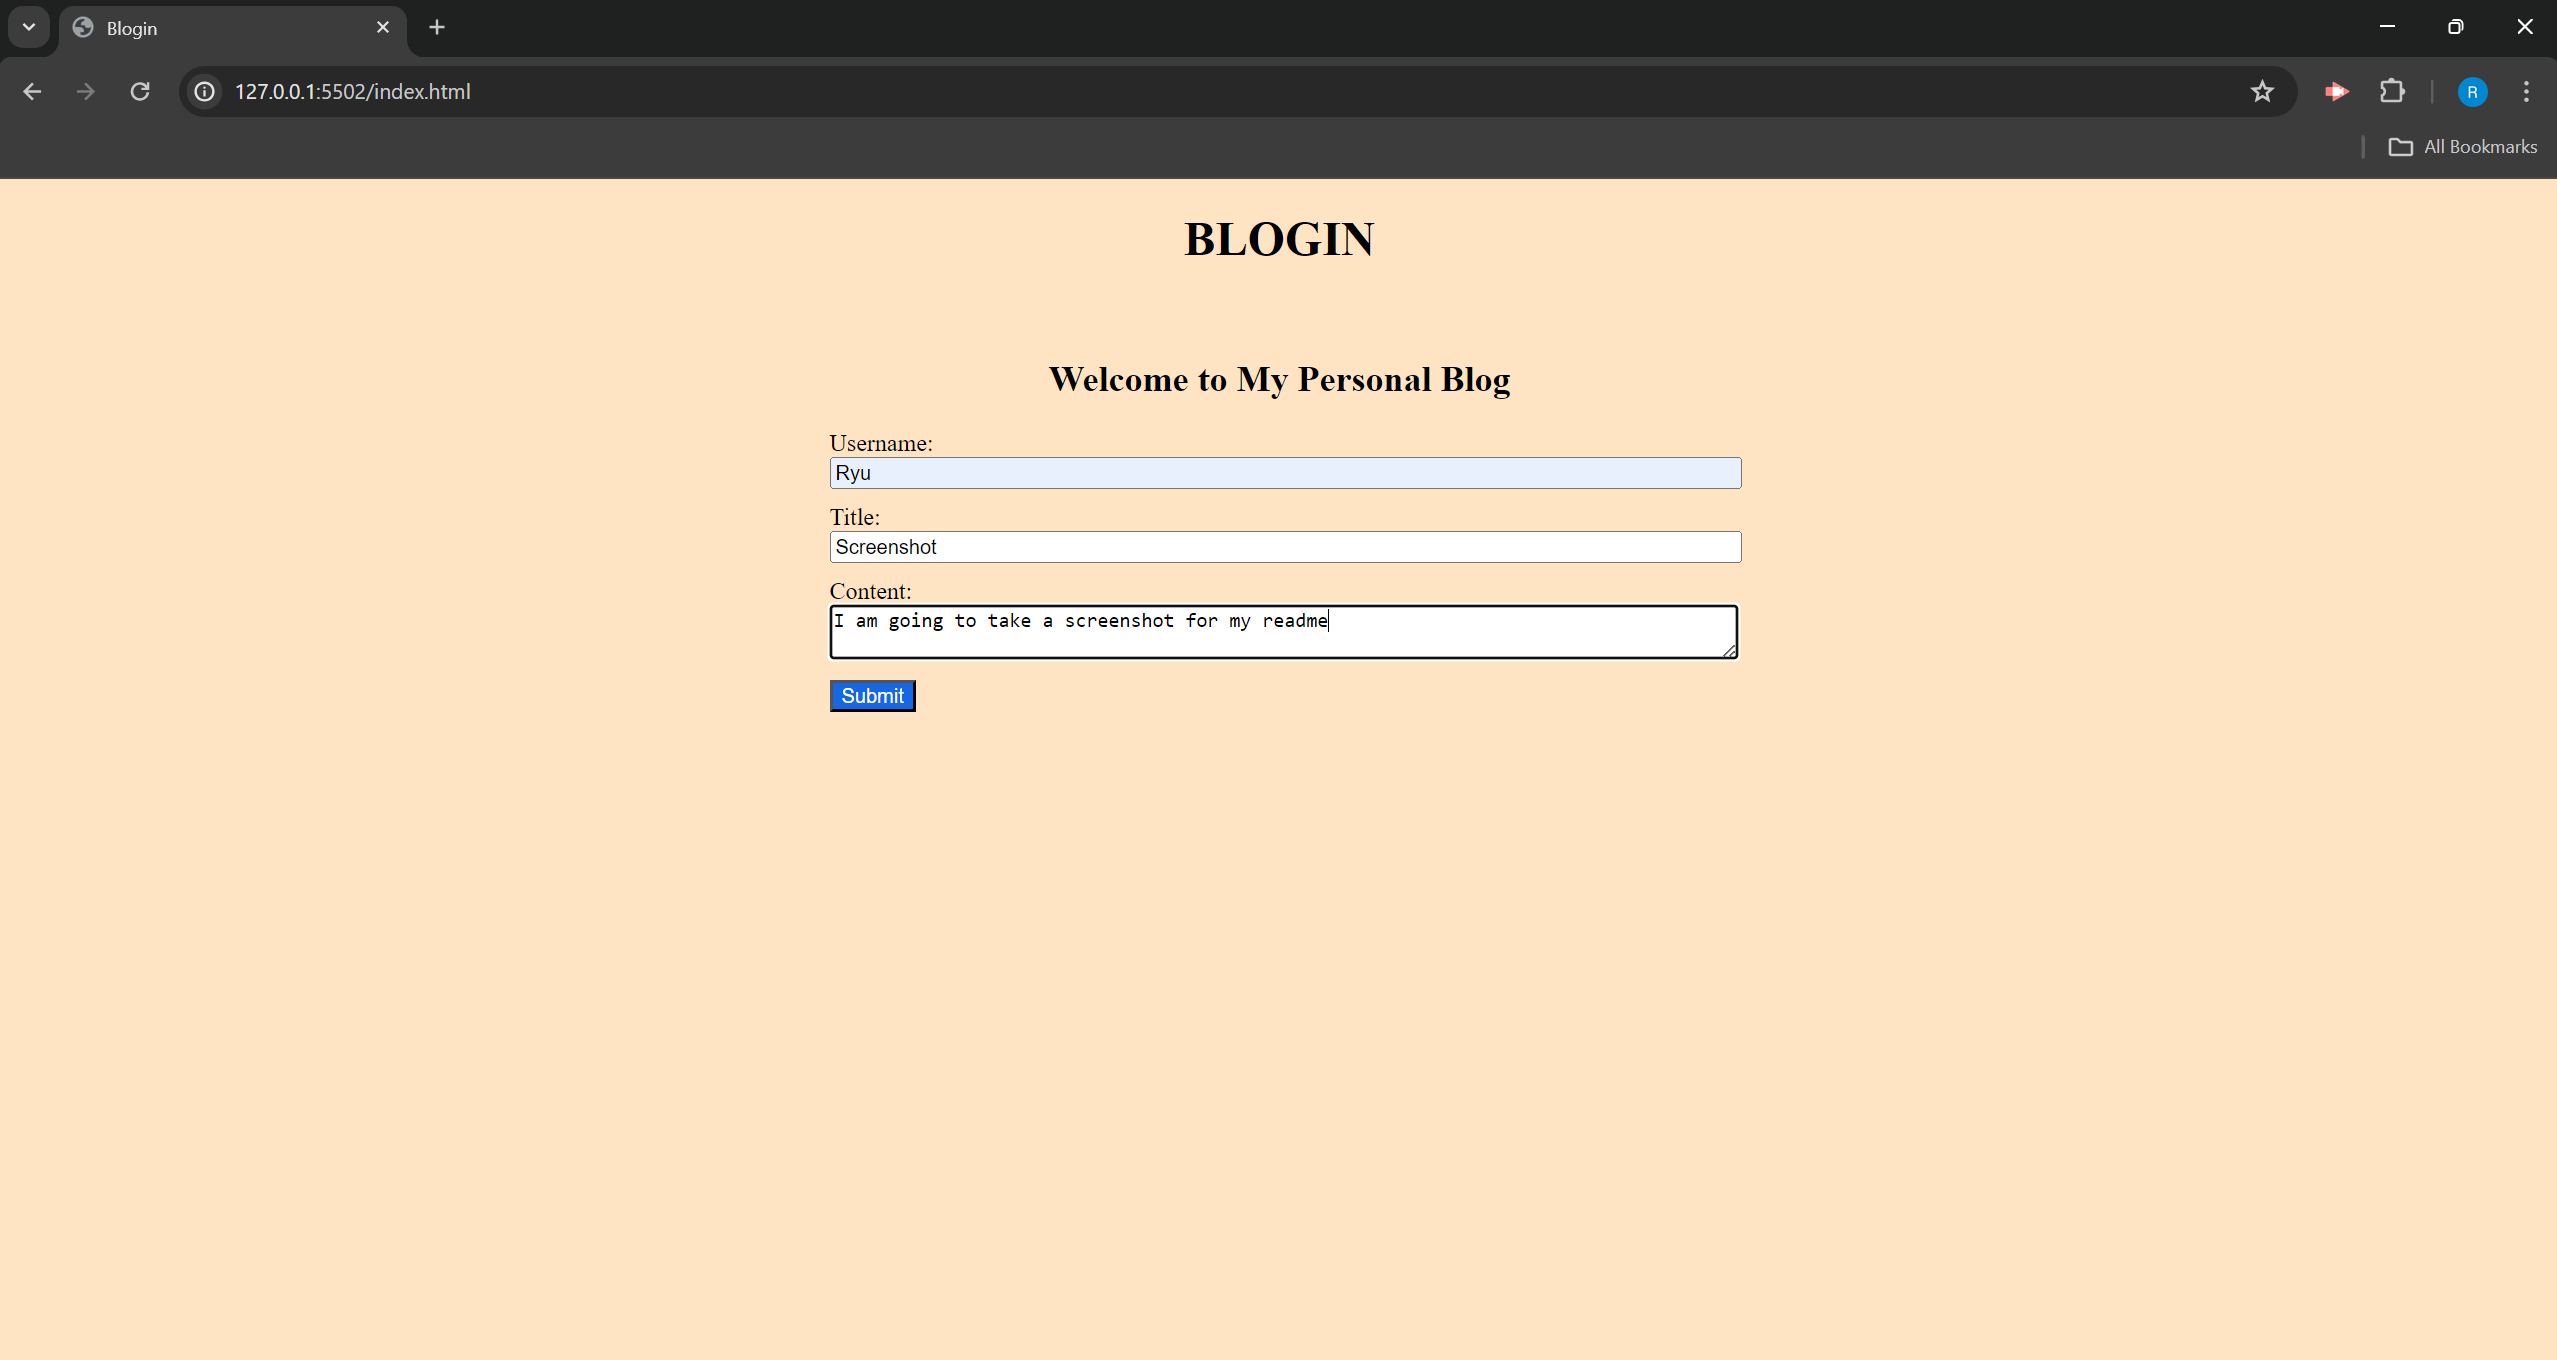 Blogin
127.0.0.1:5502/index.html
R
All Bookmarks
BLOGIN
Welcome to My Personal Blog
Username:
Ryu
Title:
Screenshot
Content:
I am going to take a screenshot for my readme
Submit